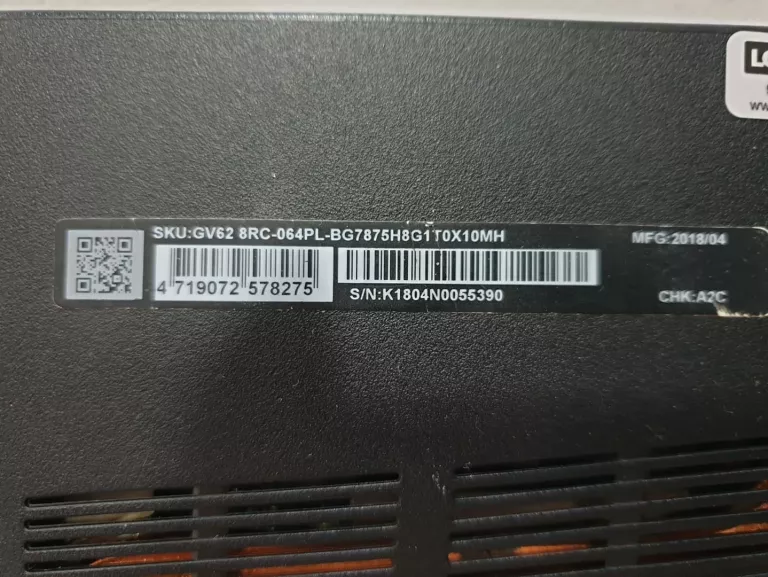 SKU:GV62 8RC-064PL-BG7875H8G1T0X10MH
MFG:2018/04
4 719072 578275
S/N:K1804N0055390
CHK:A2C